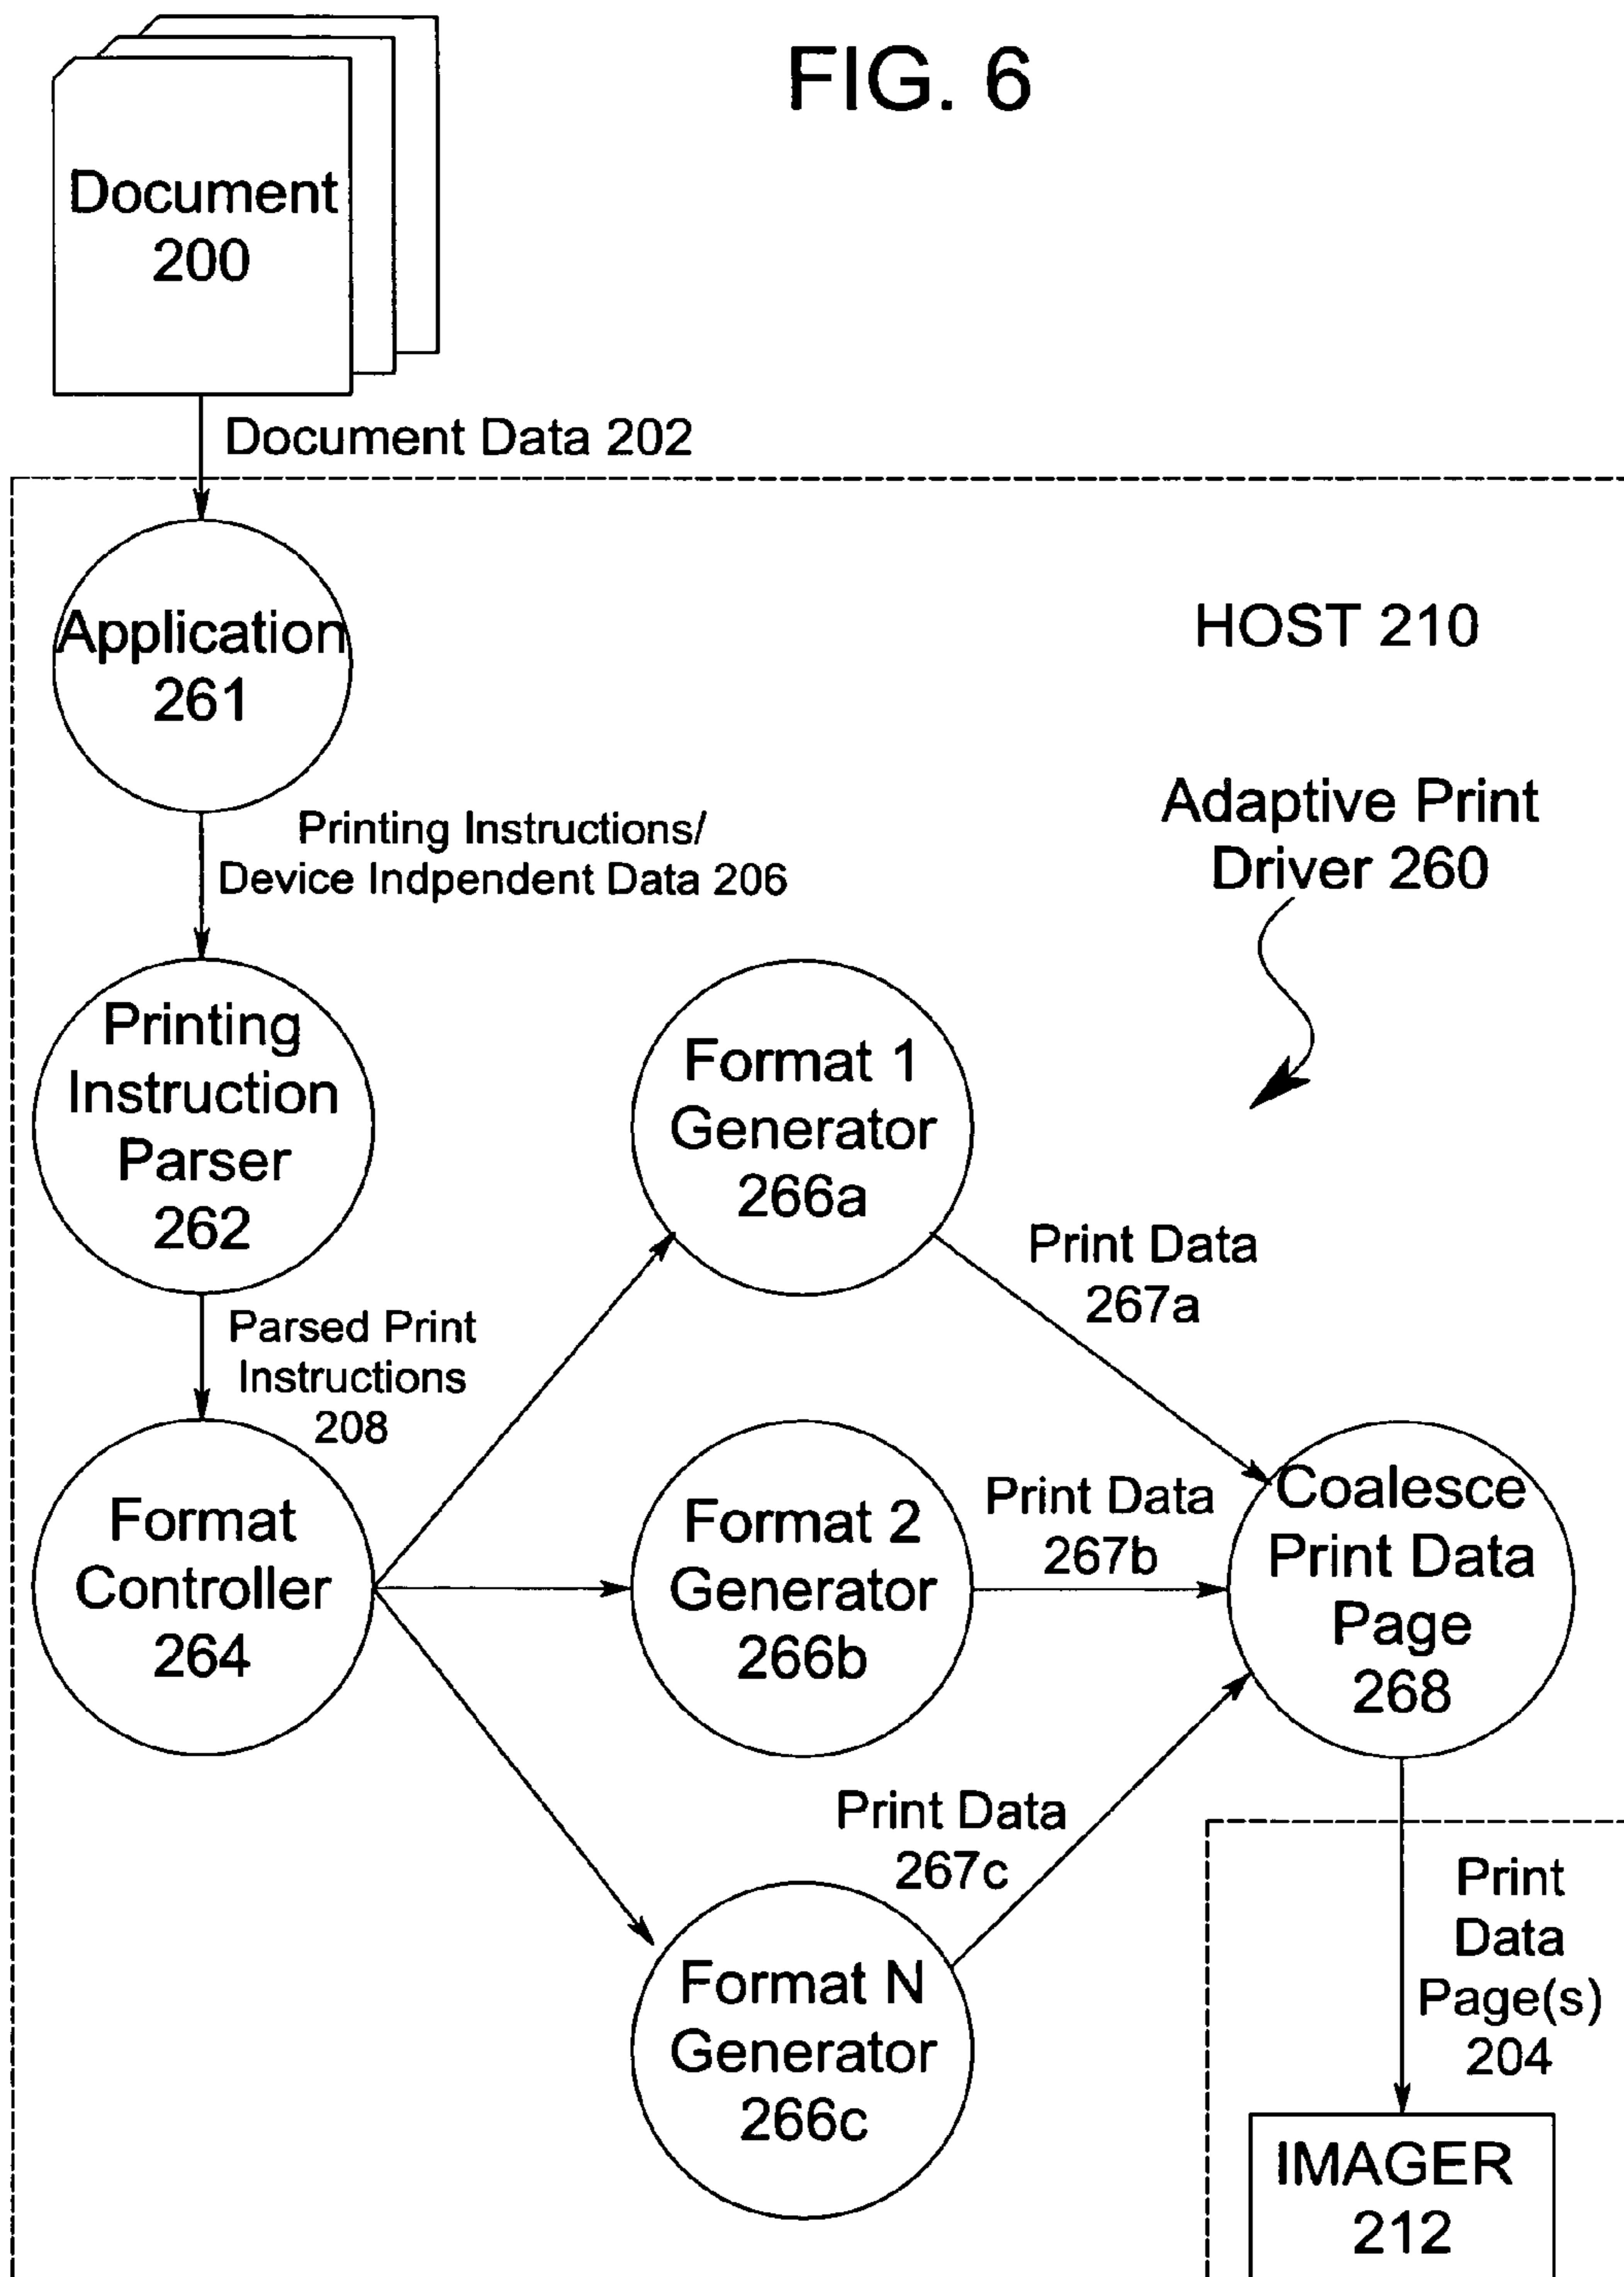 FIG. 6
Document
200
Document Data 202
Application
261
HOST 210
Adaptive Print
Driver 260
Printing Instructions/
Device Indpendent Data 206
Printing
Instruction
Parser
262
Format 1
Generator
266a
Print Data
267a
Parsed Print
Instructions
208
Format
Controller
264
Format 2
Generator
266b
Print Data
267b
Coalesce
Print Data
Page
268
Print Data
267c
Format N
Generator
266c
Print
Data
Page(s)
204
IMAGER
212